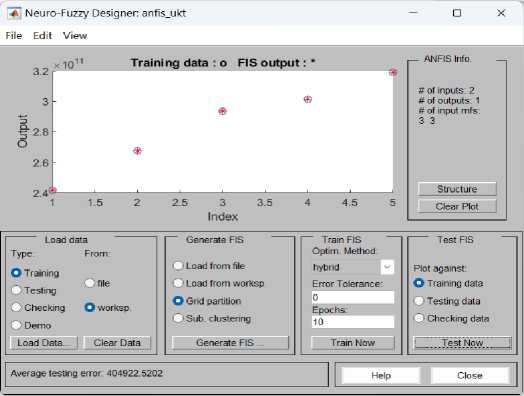 Neuro-Fuzzy Designer: anfis_ukt
File Edit View
×10¹¹ Training data : o FIS output : *
3.2
3
2.8
2.6
2.4
Output
1 1.5 2 2.5 3 3.5 4 4.5 5
Index
ANFIS Info.
# of inputs: 2
# of outputs: 1
# of input mfs:
3 3
Structure
Clear Plot
Load data
Type: From:
Training
Testing
Checking
Demo
file
worksp.
Load Data... Clear Data
Generate FIS
Load from file
Load from worksp.
Grid partition
Sub. clustering
Generate FIS ...
Train FIS
Optim. Method:
hybrid
Error Tolerance:
0
Epochs:
10
Train Now
Test FIS
Plot against:
Training data
Testing data
Checking data
Test Now
Average testing error: 404922.5202
Help Close